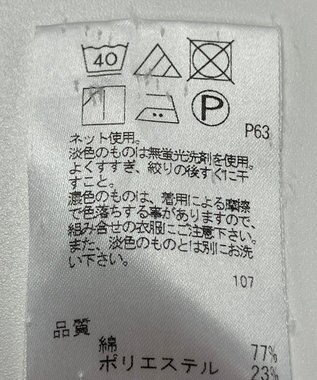 40
P
P63
ネット使用。
淡色のものは無蛍光洗剤を使用。
よくすすぎ、絞りの後すぐに干
すこと。
濃色のものは、着用による摩擦
で色落ちする事がありますので、
組み合せの衣服にご注意下さい。
また、淡色のものとは別にお洗
い下さい。
107
品質
綿 77%
ポリエステル 23%